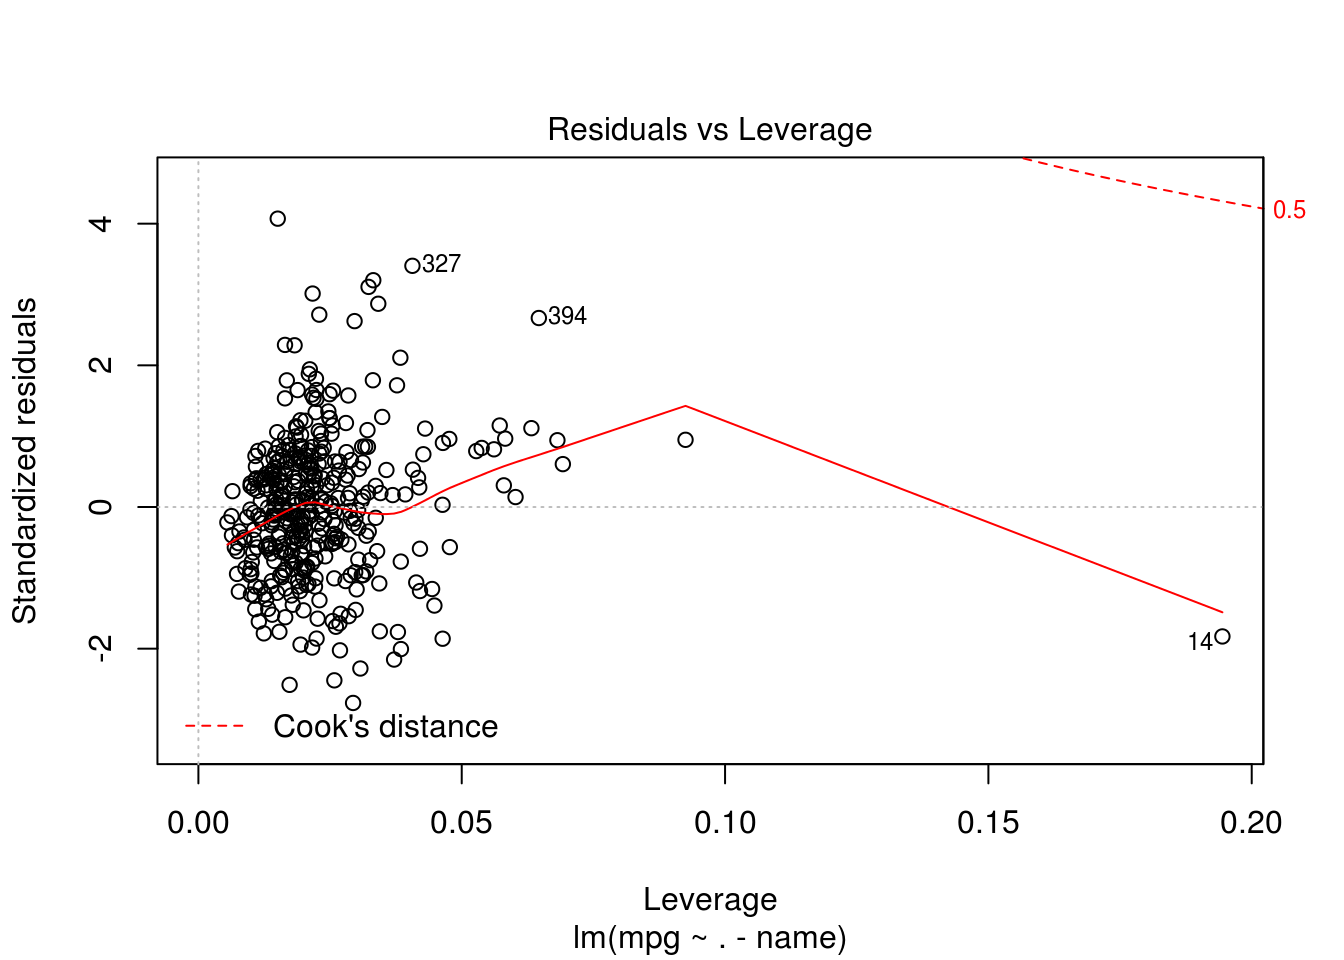 Residuals vs Leverage
Standardized residuals
4
2
0
-2
327
394
14
0.5
Cook's distance
0.00
0.05
0.10
0.15
0.20
Leverage
lm(mpg ~ . - name)